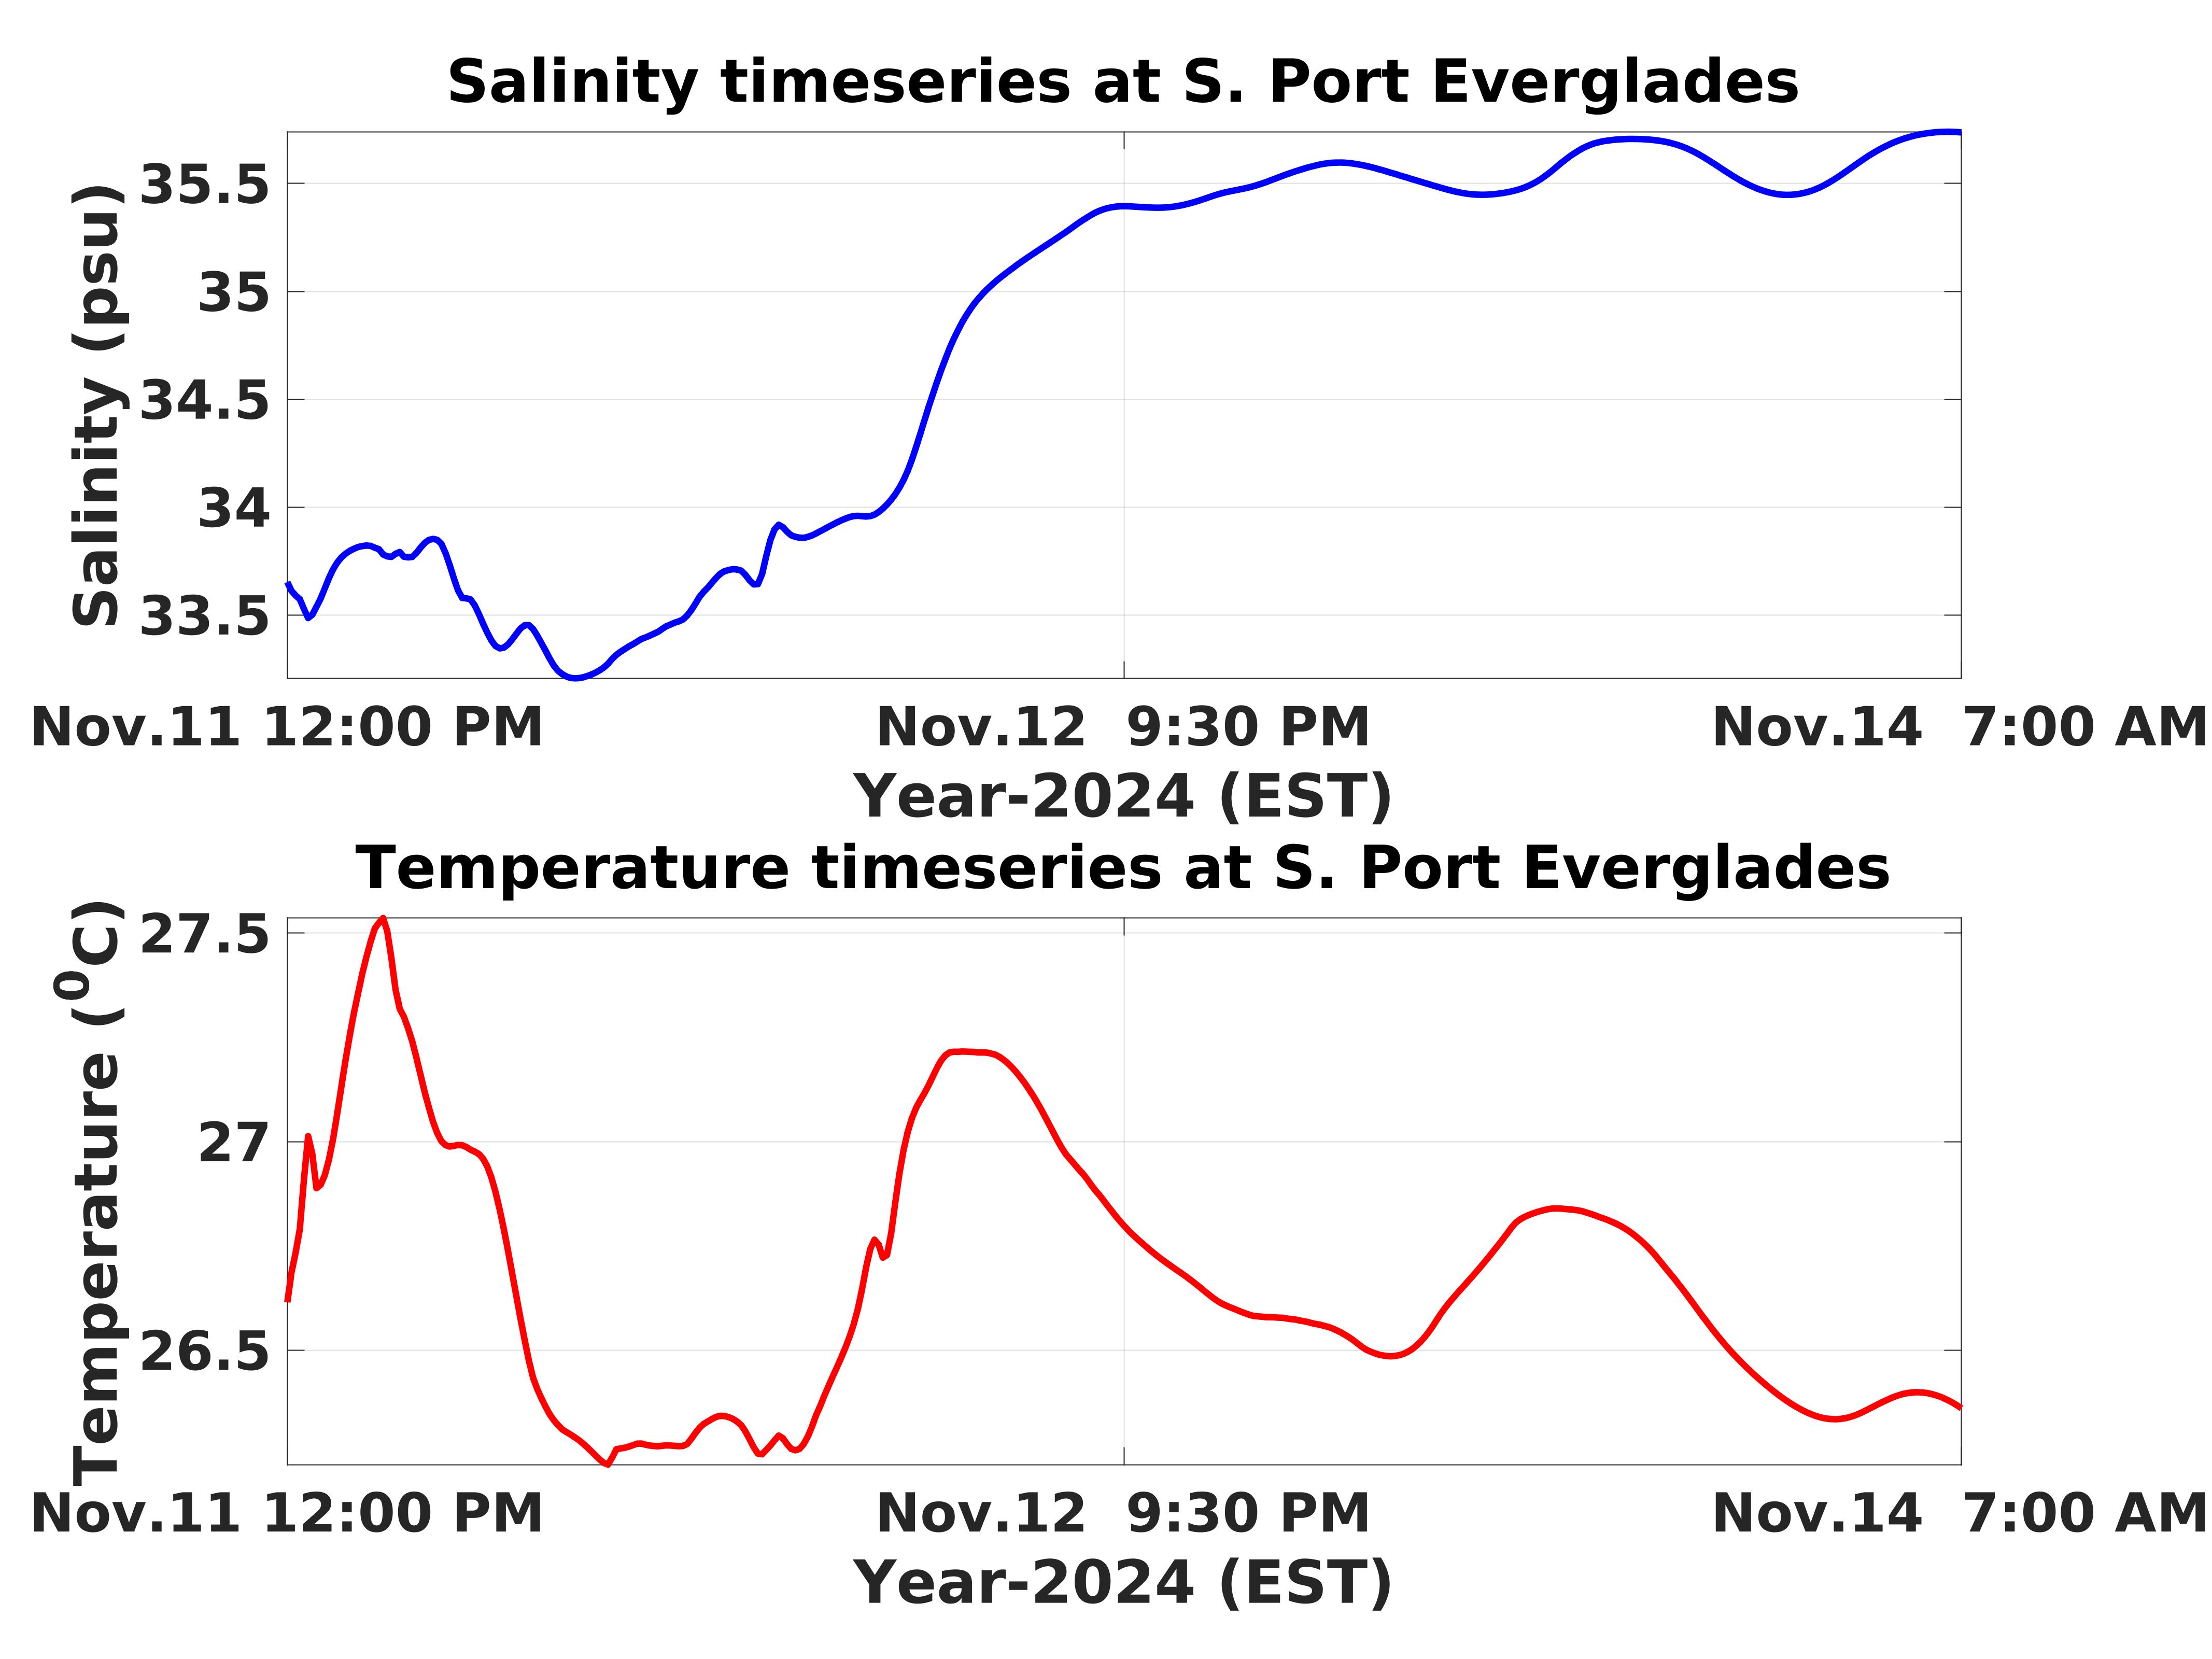 Salinity timeseries at S. Port Everglades
Salinity (psu)
35.5
35
34.5
34
33.5
Nov.11 12:00 PM Nov.12 9:30 PM Nov.14 7:00 AM
Year-2024 (EST)
Temperature timeseries at S. Port Everglades
Temperature (⁰C)
27.5
27
26.5
Nov.11 12:00 PM Nov.12 9:30 PM Nov.14 7:00 AM
Year-2024 (EST)